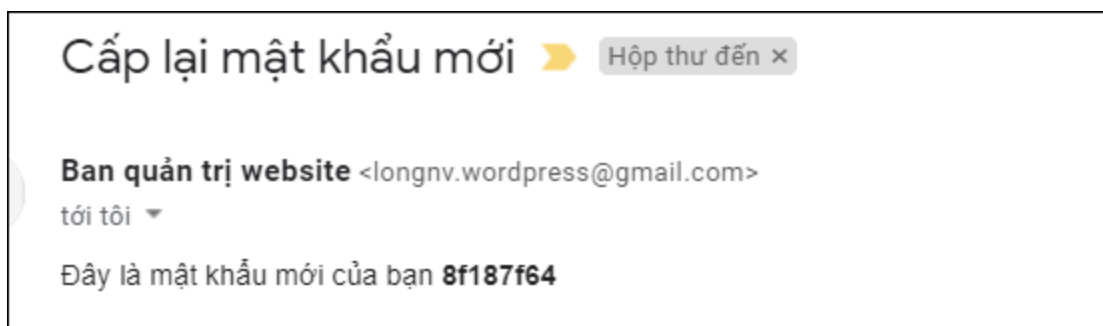 Cấp lại mật khẩu mới Hộp thư đến ×
Ban quản trị website <longnv.wordpress@gmail.com>
tới tôi
Đây là mật khẩu mới của bạn 8f187f64